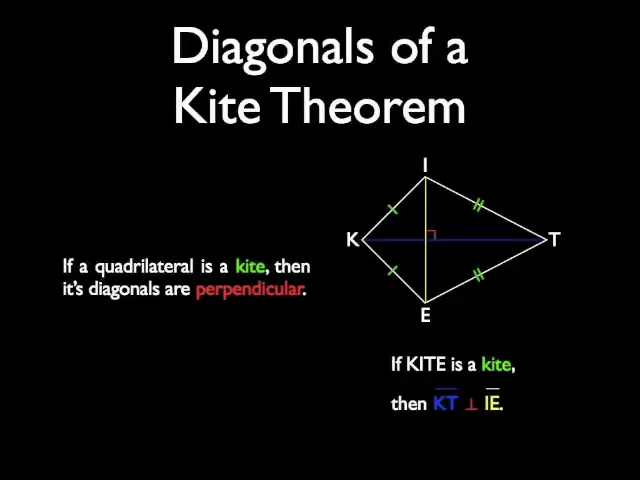 Diagonals of a
Kite Theorem
I
K
T
E
If a quadrilateral is a kite, then
it's diagonals are perpendicular.
If KITE is a kite,
then KT ⊥ IE.